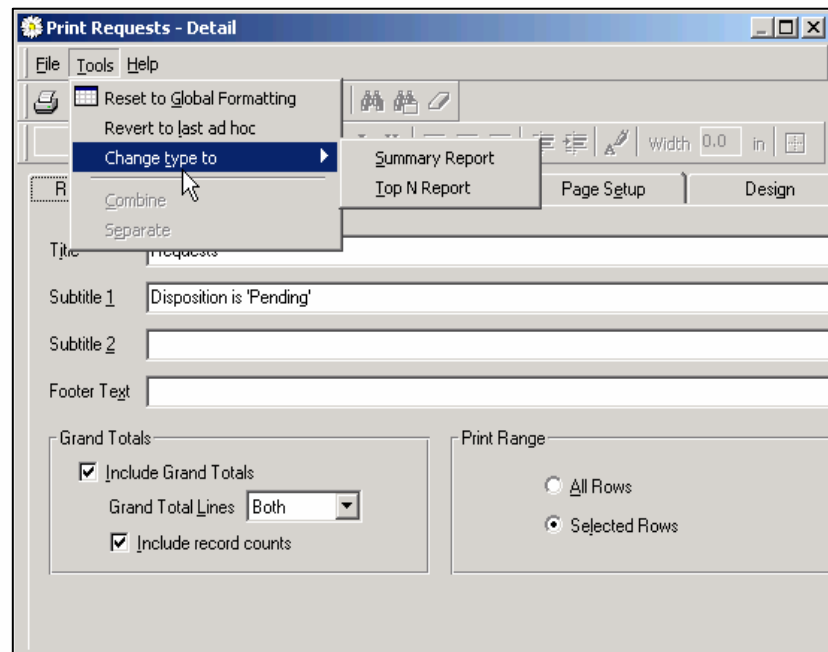 Print Requests - Detail
File Tools Help
Reset to Global Formatting
Revert to last ad hoc
Width 0.0 in
Change type to
Summary Report
Top N Report
R
Page Setup
Design
Combine
Separate
Title
Requests
Subtitle 1 Disposition is 'Pending'
Subtitle 2
Footer Text
Grand Totals
Include Grand Totals
Grand Total Lines Both
Include record counts
Print Range
All Rows
Selected Rows